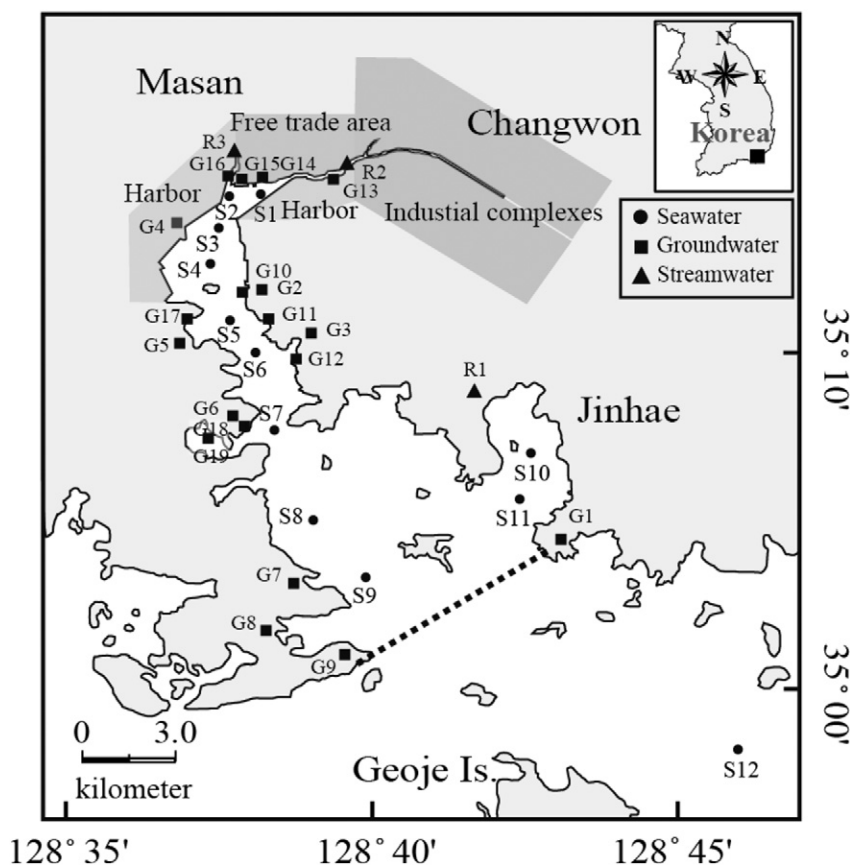 N
W E
S
Korea
Masan
Changwon
Free trade area
R3
G16 G15 G14
R2
G13
Harbor
S2 S1 Harbor
Industial complexes
G4
S3
S4
Seawater
Groundwater
Streamwater
G10
G2
G17
S5
G11
G3
G5
S6
G12
R1
Jinhae
G6
S7
G18
G19
S10
S11
S8
G1
G7
S9
G8
G9
0 3.0
kilometer
Geoje Is.
S12
35° 10'
35° 00'
128° 35' 128° 40' 128° 45'